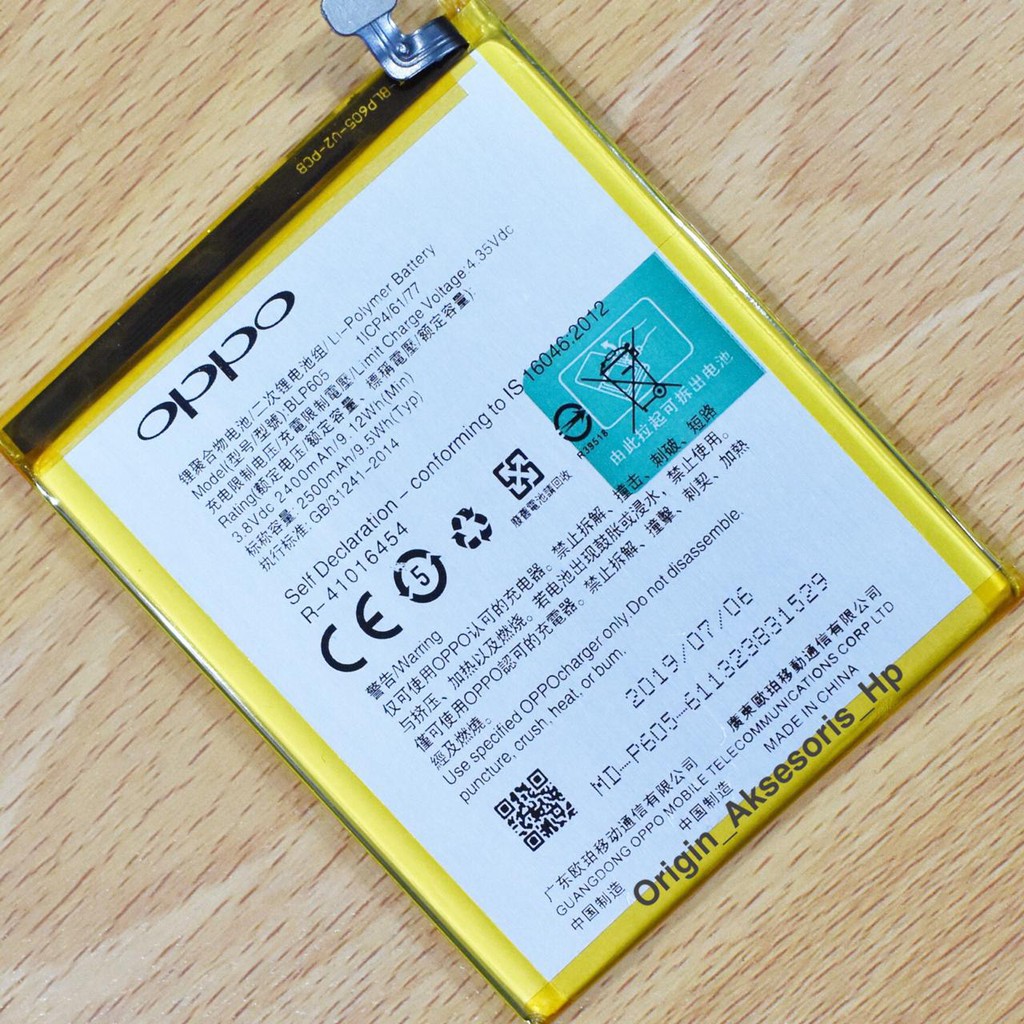 -BLP605-V2-PCB
oppo
锂聚合物电池/二次锂电池组/Li-Polymer Battery
Model(型号/型號):BLP605 1ICP4/61/77
充电限制电压/充電限制電壓/Limit Charge Voltage 4.35Vdc
Rating(额定电压/额定容量、標稱電壓/額定容量):
3.8Vdc 2400mAh/9.12Wh(Min)
标称容量: 2500mAh/9.5Wh(Typ)
执行标准: GB/31241-2014
Self Declaration - conforming to IS 16046:2012
R- 41016454
CE
5
廢電池請回收
R39518
由此拉起可拆出电池
警告/Warning
仅可使用OPPO认可的充电器。禁止拆解、撞击、刺破、短路
与挤压、加热以及燃烧。若电池出现鼓胀或浸水，禁止使用。
僅可使用OPPO認可的充電器。禁止拆解、撞擊、刺契、加熱
經及燃燒。
Use specified OPPOcharger only.Do not disassemble,
puncture, crush, heat, or burn.
2019/07/06
MD-P605-611323831529
广东欧珀移动通信有限公司 廣東歐珀移動通信有限公司
GUANGDONG OPPO MOBILE TELECOMMUNICATIONS CORP LTD
中国制造 中国制造 MADE IN CHINA
Origin_Aksesoris_Hp